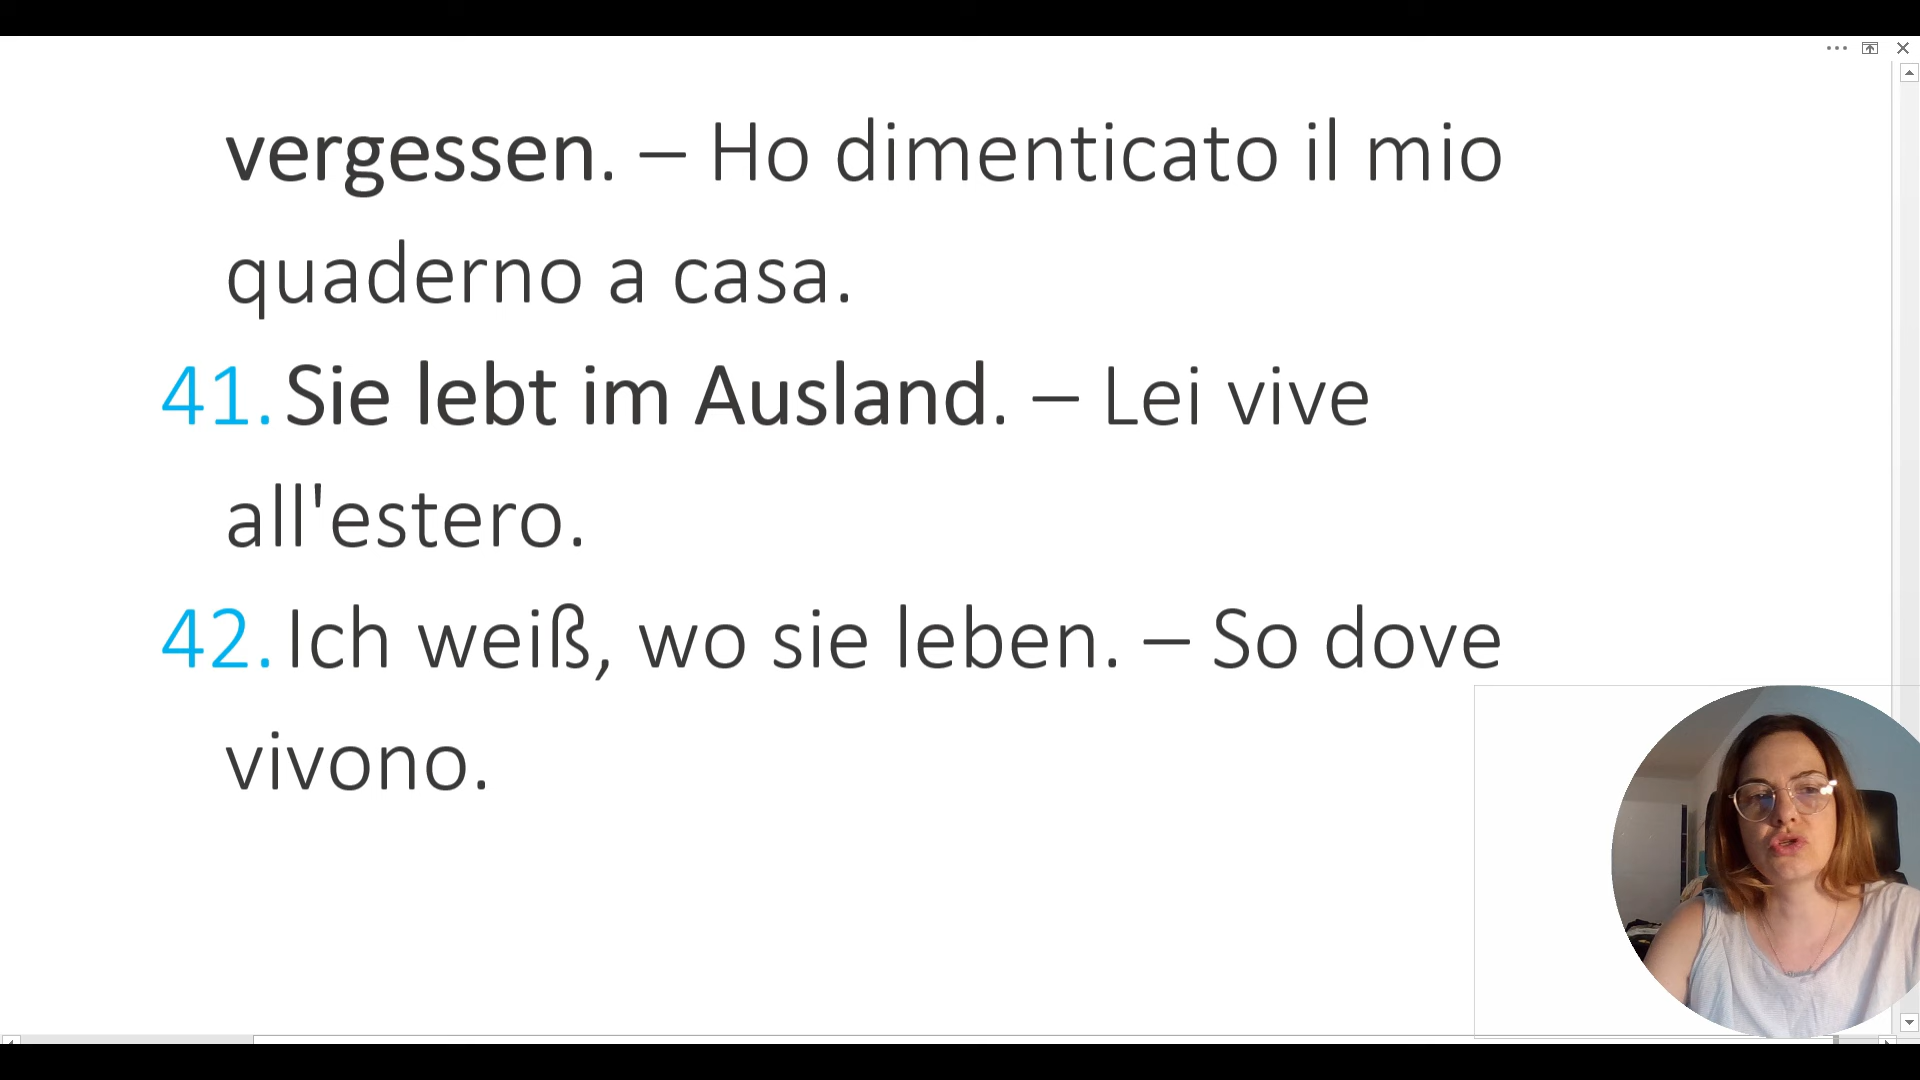 vergessen. – Ho dimenticato il mio
quaderno a casa.
41. Sie lebt im Ausland. – Lei vive
all'estero.
42. Ich weiß, wo sie leben. – So dove
vivono.